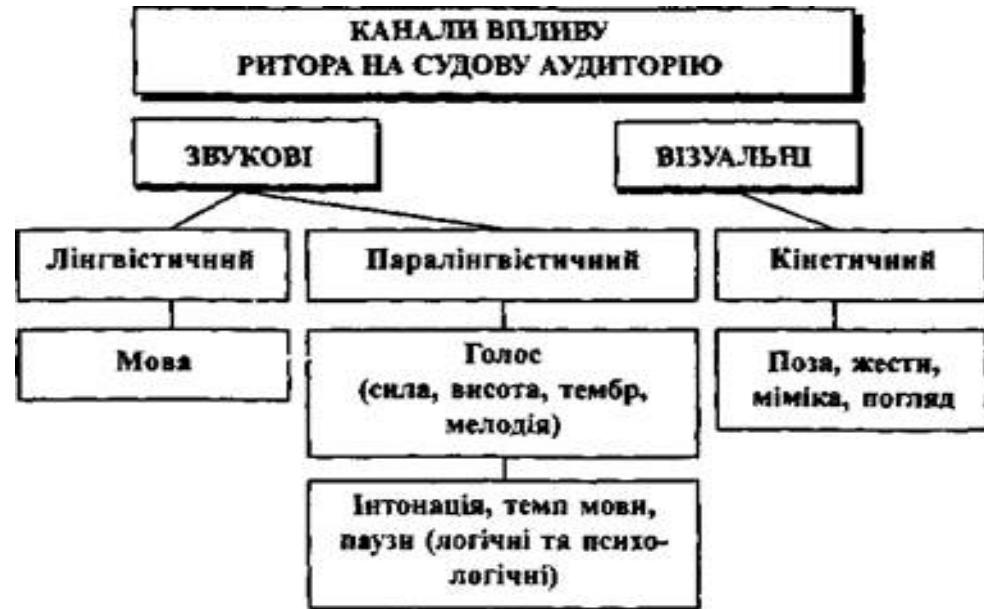 КАНАЛИ ВПЛИВУ
РИТОРА НА СУДОВУ АУДИТОРІЮ
ЗВУКОВІ
ВІЗУАЛЬНІ
Лінгвістичний
Паралінгвістичний
Кінетичний
Мова
Голос
(сила, висота, тембр,
мелодія)
Поза, жести,
міміка, погляд
Інтонація, темп мови,
паузи (логічні та психо-
логічні)